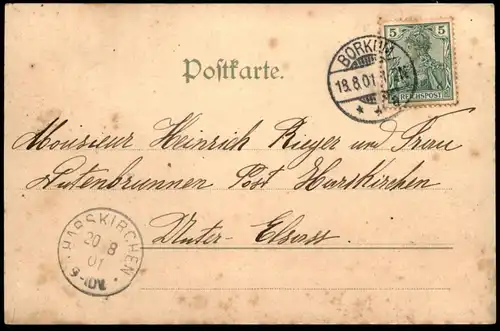 5 5
REICHSPOST
BORKUM
18.8.01
a
* *
Postkarte.
Monsieur Heinrich Rieger und Frau
Lutenbrunnen Post Harskirchen
Unter-Elsass
HARSKIRCHEN
20 8
01